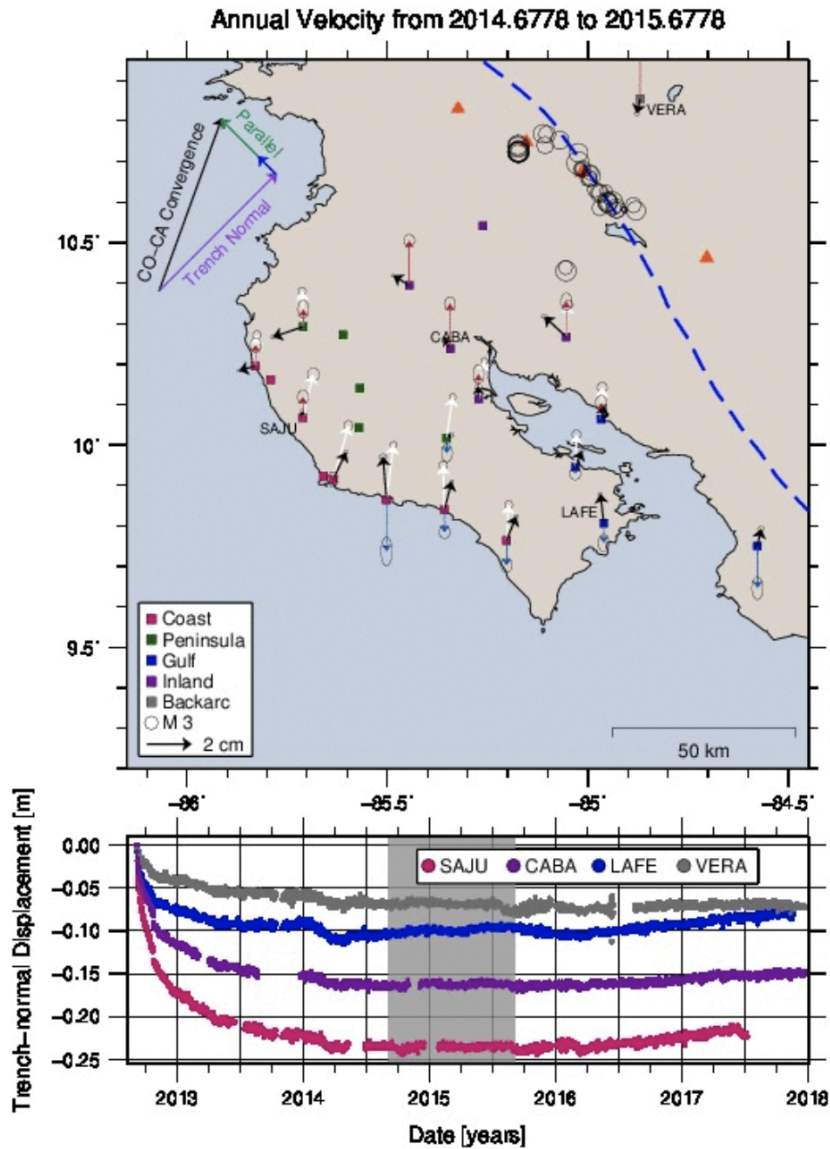 Annual Velocity from 2014.6778 to 2015.6778
VERA
Parallel
CO-CA Convergence
Trench Normal
10.5°
CABA
SAJU
10°
LAFE
9.5°
Coast
Peninsula
Gulf
Inland
Backarc
M 3
2 cm
50 km
-86° -85.5° -85° -84.5°
Trench-normal Displacement [m]
0.00
-0.05
-0.10
-0.15
-0.20
-0.25
SAJU CABA LAFE VERA
2013 2014 2015 2016 2017 2018
Date [years]